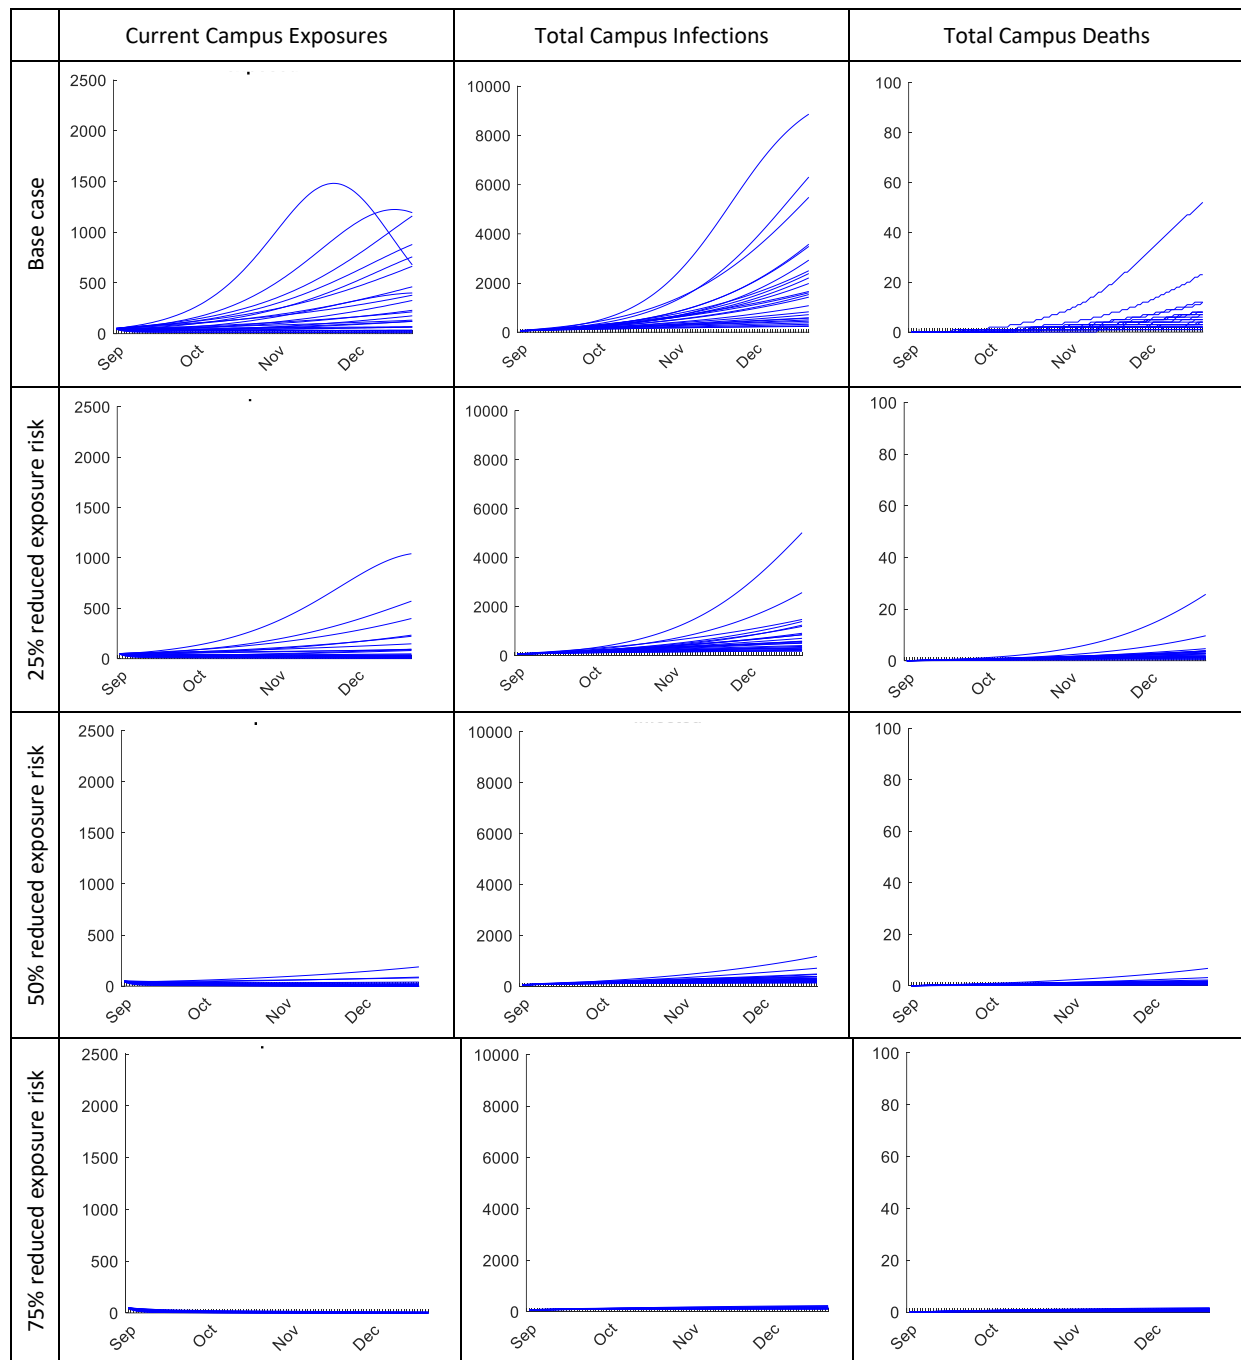 Current Campus Exposures
Total Campus Infections
Total Campus Deaths
Base case
2500
2000
1500
1000
500
0
Sep
Oct
Nov
Dec
10000
8000
6000
4000
2000
0
Sep
Oct
Nov
Dec
100
80
60
40
20
0
Sep
Oct
Nov
Dec
25% reduced exposure risk
2500
2000
1500
1000
500
0
Sep
Oct
Nov
Dec
10000
8000
6000
4000
2000
0
Sep
Oct
Nov
Dec
100
80
60
40
20
0
Sep
Oct
Nov
Dec
50% reduced exposure risk
2500
2000
1500
1000
500
0
Sep
Oct
Nov
Dec
10000
8000
6000
4000
2000
0
Sep
Oct
Nov
Dec
100
80
60
40
20
0
Sep
Oct
Nov
Dec
75% reduced exposure risk
2500
2000
1500
1000
500
0
Sep
Oct
Nov
Dec
10000
8000
6000
4000
2000
0
Sep
Oct
Nov
Dec
100
80
60
40
20
0
Sep
Oct
Nov
Dec